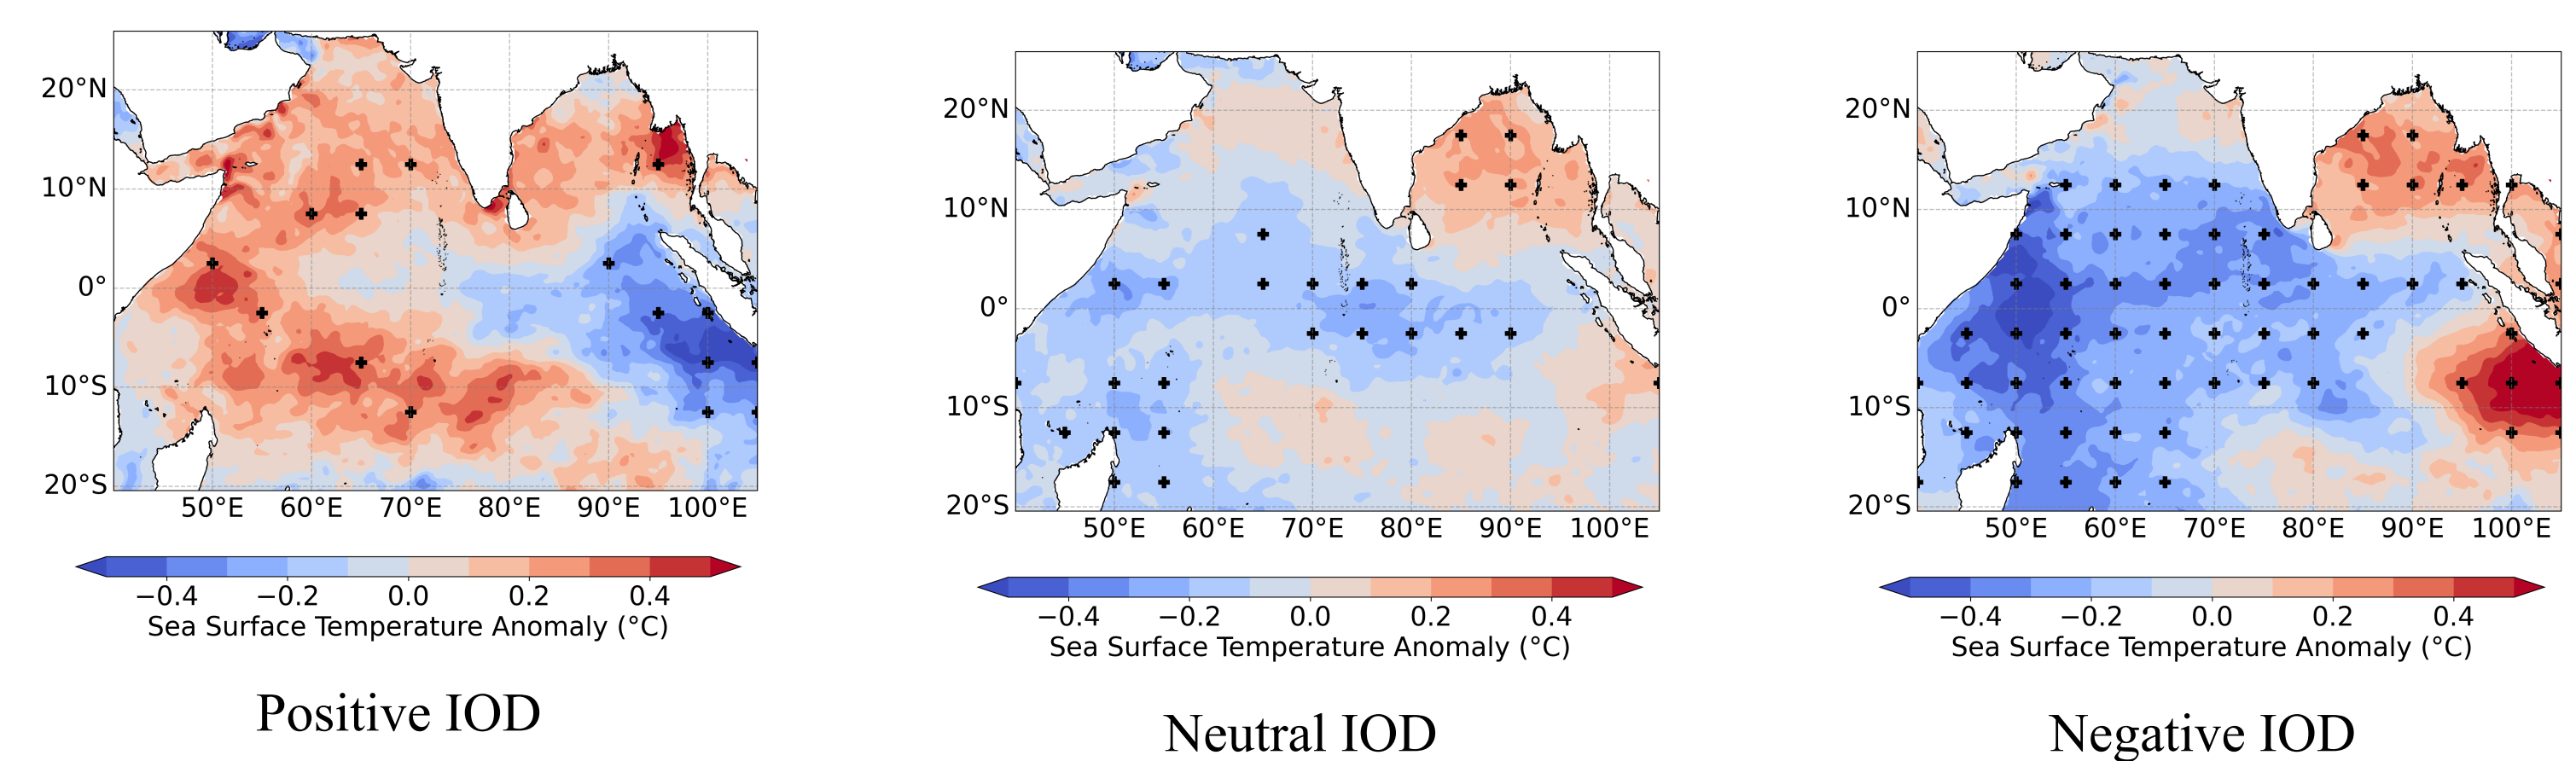 20°N
10°N
0°
10°S
20°S
50°E 60°E 70°E 80°E 90°E 100°E
−0.4 −0.2 0.0 0.2 0.4
Sea Surface Temperature Anomaly (°C)
Positive IOD
20°N
10°N
0°
10°S
20°S
50°E 60°E 70°E 80°E 90°E 100°E
−0.4 −0.2 0.0 0.2 0.4
Sea Surface Temperature Anomaly (°C)
Neutral IOD
20°N
10°N
0°
10°S
20°S
50°E 60°E 70°E 80°E 90°E 100°E
−0.4 −0.2 0.0 0.2 0.4
Sea Surface Temperature Anomaly (°C)
Negative IOD